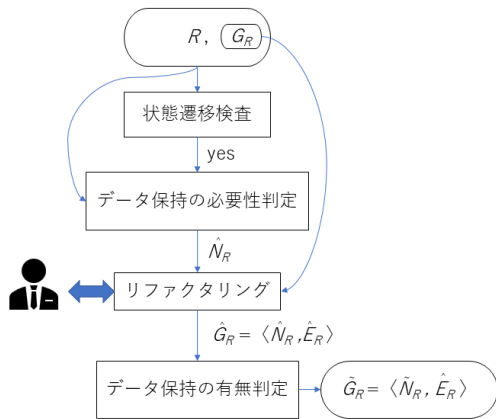 R , G_R
状態遷移検査
yes
データ保持の必要性判定
N̂_R
リファクタリング
Ĝ_R = 〈N̂_R , Ê_R〉
データ保持の有無判定
G̃_R = 〈Ñ_R , Ê_R〉